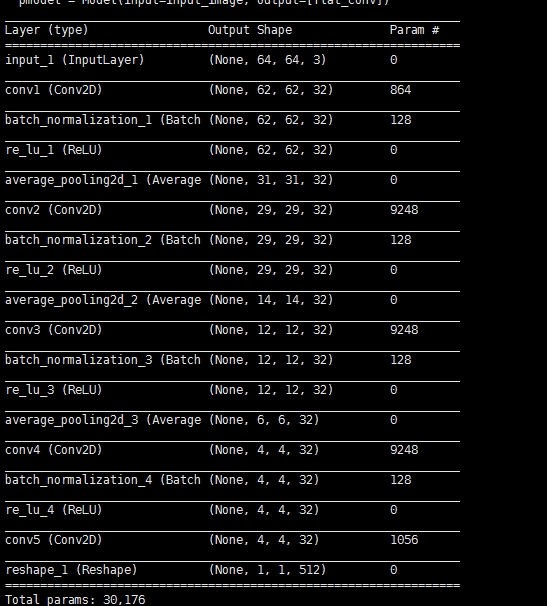 pmodel = Model(input=input_image, output=[flat_conv])
Layer (type) Output Shape Param #
input_1 (InputLayer) (None, 64, 64, 3) 0
conv1 (Conv2D) (None, 62, 62, 32) 864
batch_normalization_1 (Batch (None, 62, 62, 32) 128
re_lu_1 (ReLU) (None, 62, 62, 32) 0
average_pooling2d_1 (Average (None, 31, 31, 32) 0
conv2 (Conv2D) (None, 29, 29, 32) 9248
batch_normalization_2 (Batch (None, 29, 29, 32) 128
re_lu_2 (ReLU) (None, 29, 29, 32) 0
average_pooling2d_2 (Average (None, 14, 14, 32) 0
conv3 (Conv2D) (None, 12, 12, 32) 9248
batch_normalization_3 (Batch (None, 12, 12, 32) 128
re_lu_3 (ReLU) (None, 12, 12, 32) 0
average_pooling2d_3 (Average (None, 6, 6, 32) 0
conv4 (Conv2D) (None, 4, 4, 32) 9248
batch_normalization_4 (Batch (None, 4, 4, 32) 128
re_lu_4 (ReLU) (None, 4, 4, 32) 0
conv5 (Conv2D) (None, 4, 4, 32) 1056
reshape_1 (Reshape) (None, 1, 1, 512) 0
Total params: 30,176